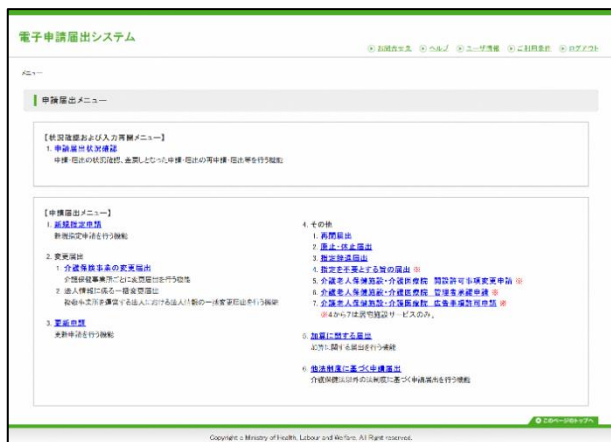 電子申請届出システム
お問合せ先 ヘルプ ユーザ情報 ご利用条件 ログアウト
メニュー
申請届出メニュー
【状況確認および入力再開メニュー】
1. 申請届出状況確認
申請・届出の状況確認、差戻しとなった申請・届出の再申請・届出等を行う機能
【申請届出メニュー】
1. 新規指定申請
新規指定申請を行う機能
2. 変更届出
1. 介護保険事業の変更届出
介護保険事業所ごとに変更届出を行う機能
2. 法人情報に係る一括変更届出
複数事業所を運営する法人における法人情報の一括変更届出を行う機能
3. 更新申請
更新申請を行う機能
4. その他
1. 再開届出
2. 廃止・休止届出
3. 指定辞退届出
4. 指定を不要とする旨の届出 ※
5. 介護老人保健施設・介護医療院 開設許可事項変更申請 ※
6. 介護老人保健施設・介護医療院 管理者承認申請 ※
7. 介護老人保健施設・介護医療院 広告事項許可申請 ※
※4から7は居宅施設サービスのみ。
5. 加算に関する届出
加算に関する届出を行う機能
6. 他法制度に基づく申請届出
介護保険法以外の法制度に基づく申請届出を行う機能
このページのトップへ
Copyright c Ministry of Health, Labour and Welfare, All Right reserved.